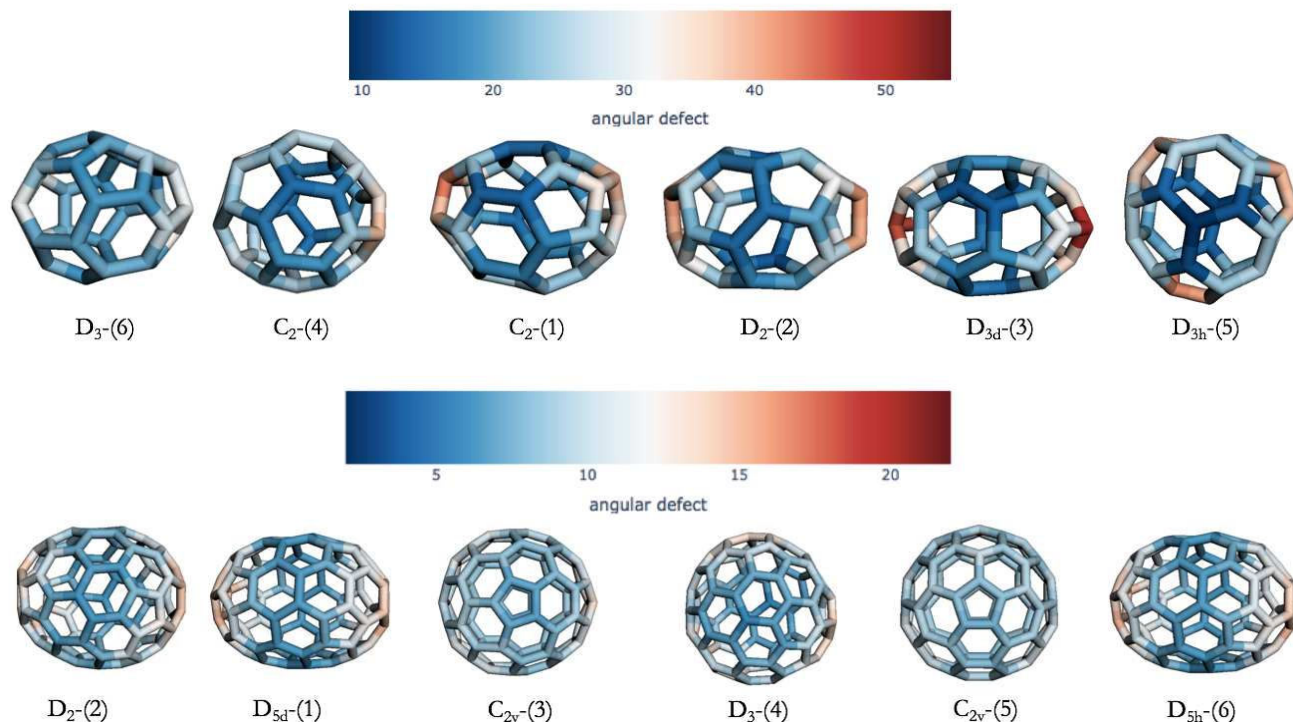 10 20 30 40 50
angular defect
D₃-(6) C₂-(4) C₂-(1) D₂-(2) D₃d-(3) D₃h-(5)
5 10 15 20
angular defect
D₂-(2) D₅d-(1) C₂ᵥ-(3) D₃-(4) C₂ᵥ-(5) D₅h-(6)